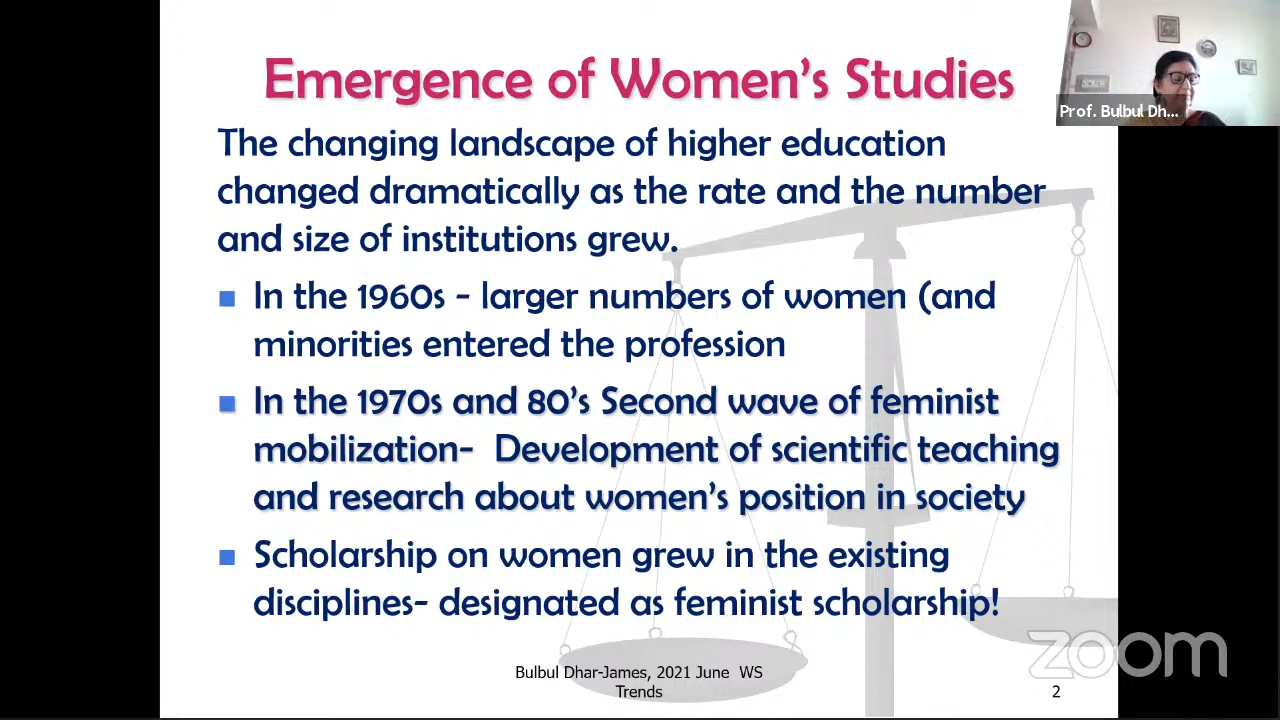 Emergence of Women's Studies
Prof. Bulbul Dh...
The changing landscape of higher education
changed dramatically as the rate and the number
and size of institutions grew.
In the 1960s - larger numbers of women (and
minorities entered the profession
In the 1970s and 80's Second wave of feminist
mobilization- Development of scientific teaching
and research about women's position in society
Scholarship on women grew in the existing
disciplines- designated as feminist scholarship!
zoom
Bulbul Dhar-James, 2021 June WS
Trends
2